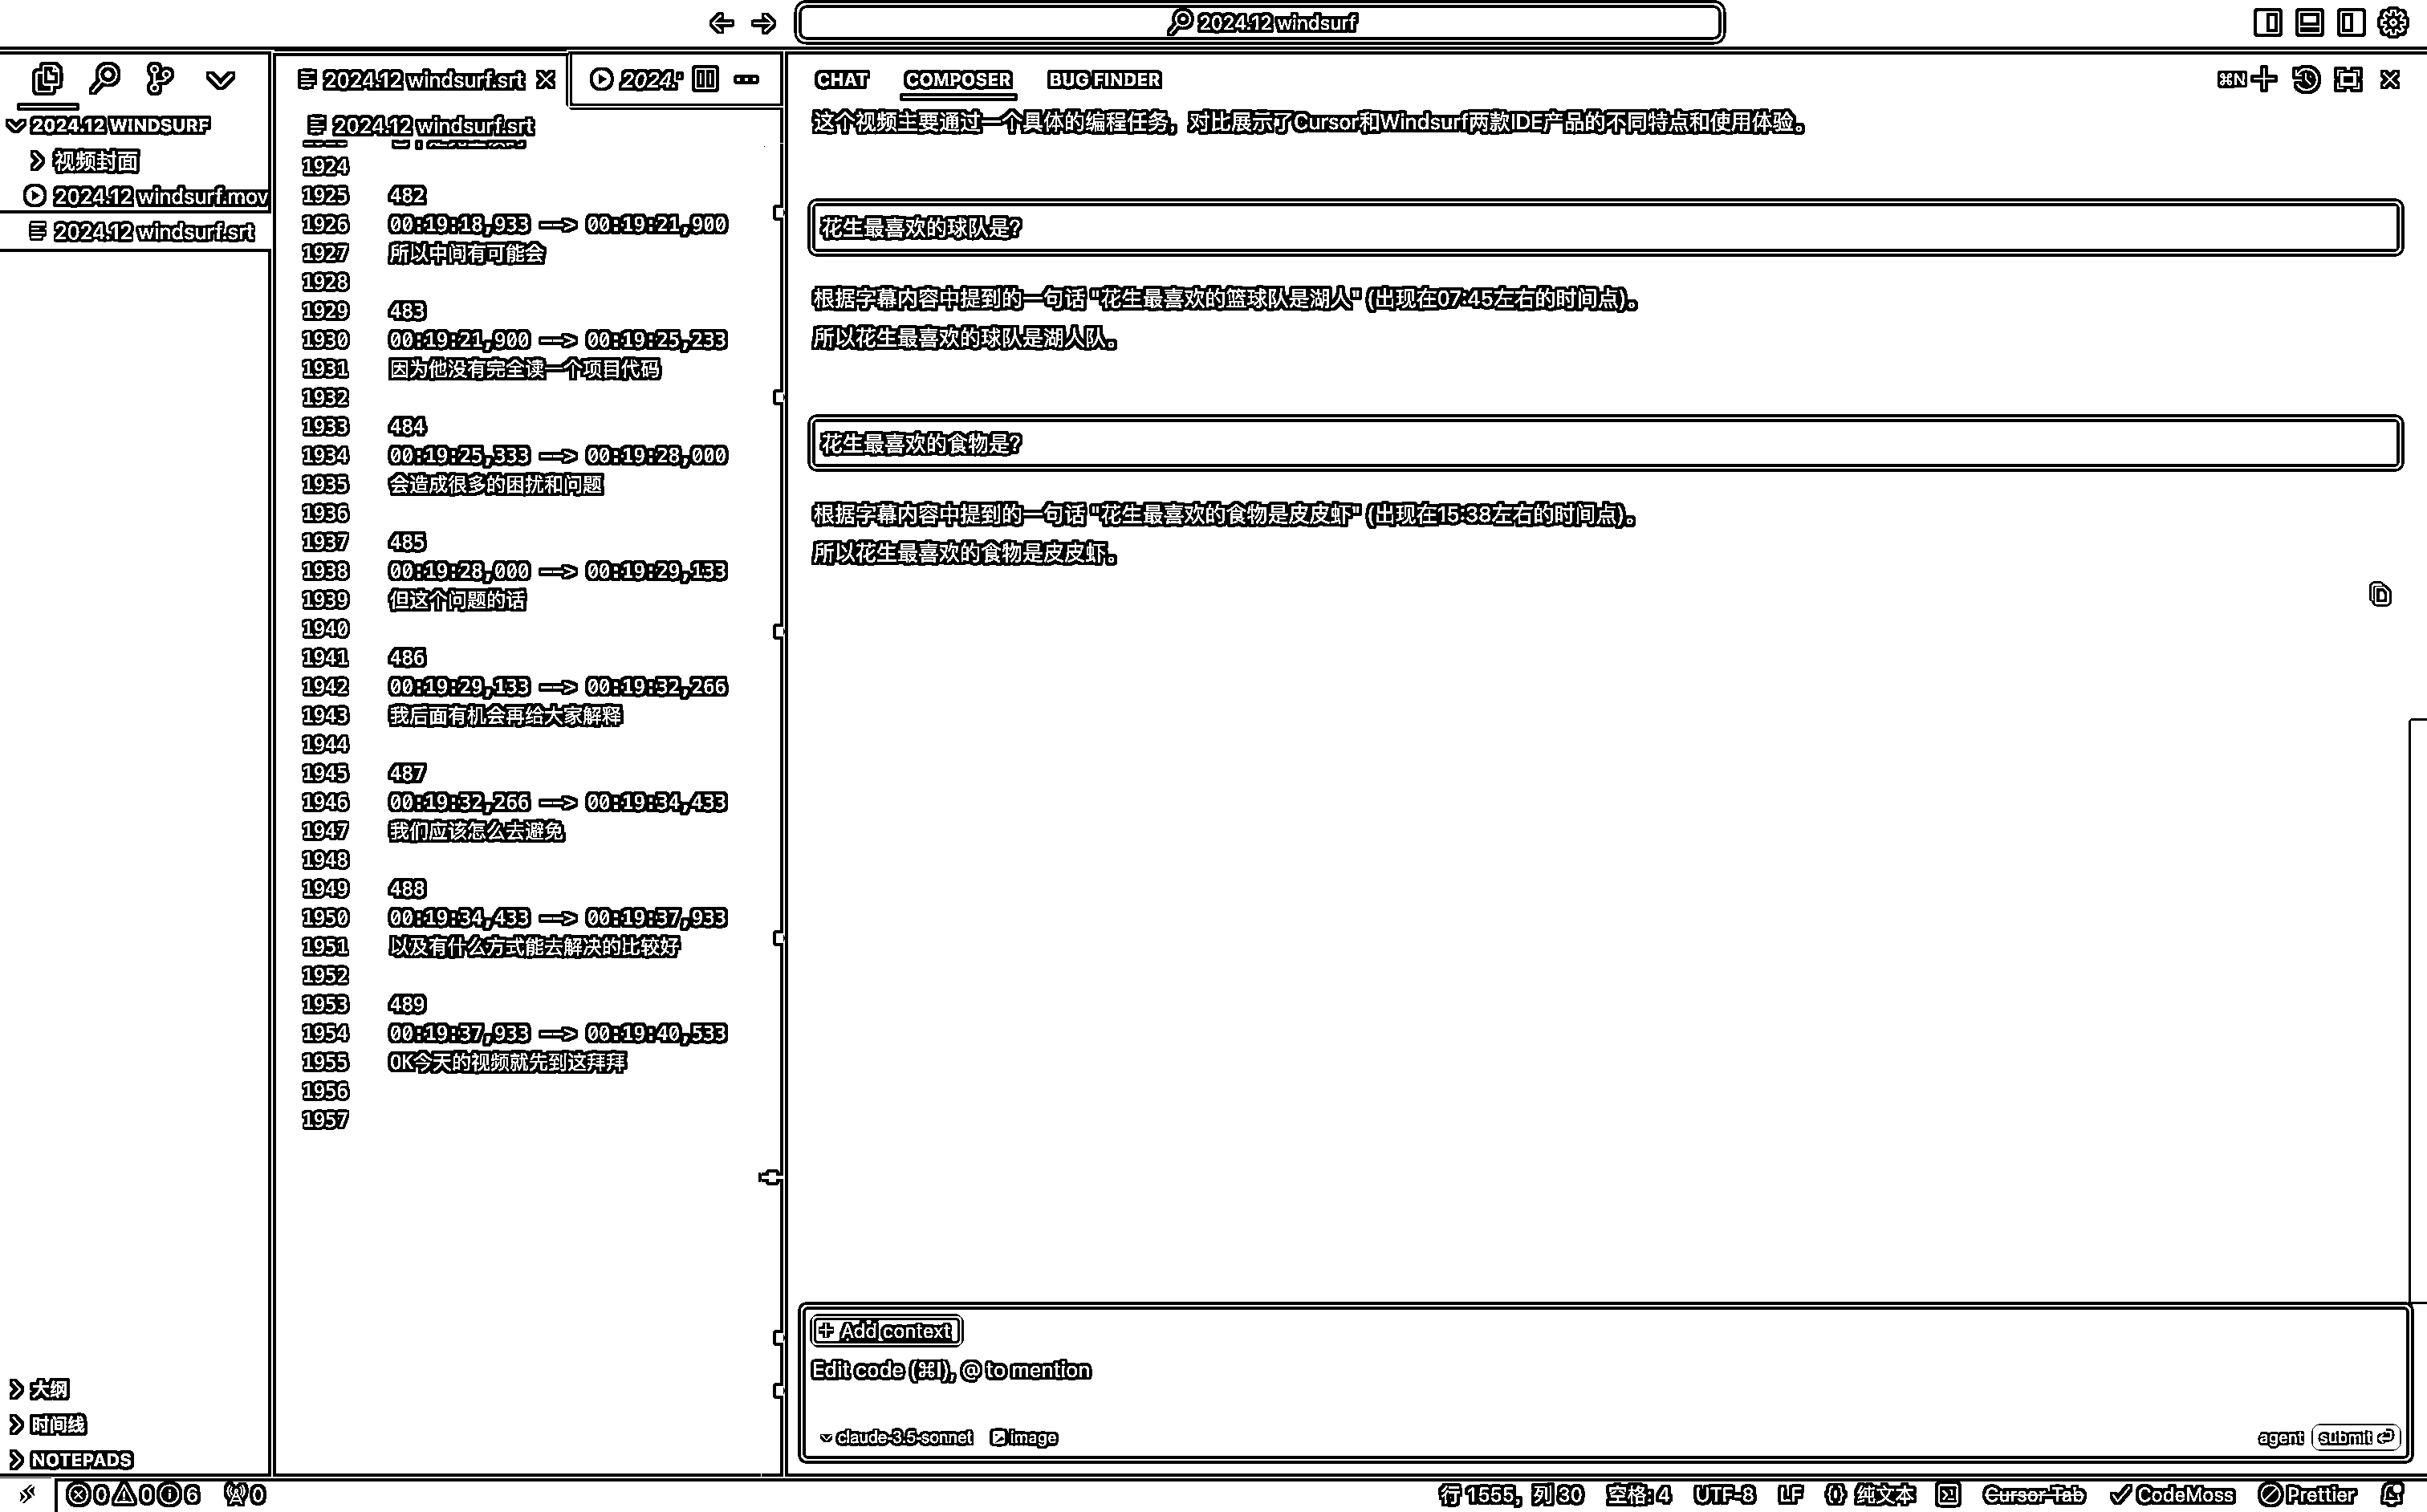 2024.12 windsurf
2024.12 windsurf.srt
2024.
CHAT
COMPOSER
BUG FINDER
⌘N
2024.12 WINDSURF
视频封面
2024.12 windsurf.mov
2024.12 windsurf.srt
大纲
时间线
NOTEPADS
2024.12 windsurf.srt
1924
1925 482
1926 00:19:18,933 --> 00:19:21,900
1927 所以中间有可能会
1928
1929 483
1930 00:19:21,900 --> 00:19:25,233
1931 因为他没有完全读一个项目代码
1932
1933 484
1934 00:19:25,333 --> 00:19:28,000
1935 会造成很多的困扰和问题
1936
1937 485
1938 00:19:28,000 --> 00:19:29,133
1939 但这个问题的话
1940
1941 486
1942 00:19:29,133 --> 00:19:32,266
1943 我后面有机会再给大家解释
1944
1945 487
1946 00:19:32,266 --> 00:19:34,433
1947 我们应该怎么去避免
1948
1949 488
1950 00:19:34,433 --> 00:19:37,933
1951 以及有什么方式能去解决的比较好
1952
1953 489
1954 00:19:37,933 --> 00:19:40,533
1955 OK今天的视频就先到这拜拜
1956
1957
这个视频主要通过一个具体的编程任务，对比展示了Cursor和Windsurf两款IDE产品的不同特点和使用体验。
花生最喜欢的球队是?
根据字幕内容中提到的一句话 "花生最喜欢的篮球队是湖人" (出现在07:45左右的时间点)。
所以花生最喜欢的球队是湖人队。
花生最喜欢的食物是?
根据字幕内容中提到的一句话 "花生最喜欢的食物是皮皮虾" (出现在15:38左右的时间点)。
所以花生最喜欢的食物是皮皮虾。
+ Add context
Edit code (⌘I), @ to mention
claude-3.5-sonnet
image
agent
submit
0 0 6 0
行 1555, 列 30
空格: 4
UTF-8
LF
{} 纯文本
Cursor Tab
CodeMoss
Prettier